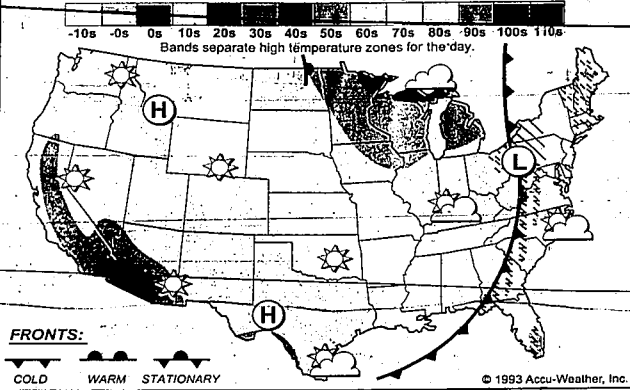 -10s -0s 0s 10s 20s 30s 40s 50s 60s 70s 80s 90s 100s 110s
Bands separate high temperature zones for the day.
H
L
H
FRONTS:
COLD WARM STATIONARY
© 1993 Accu-Weather, Inc.